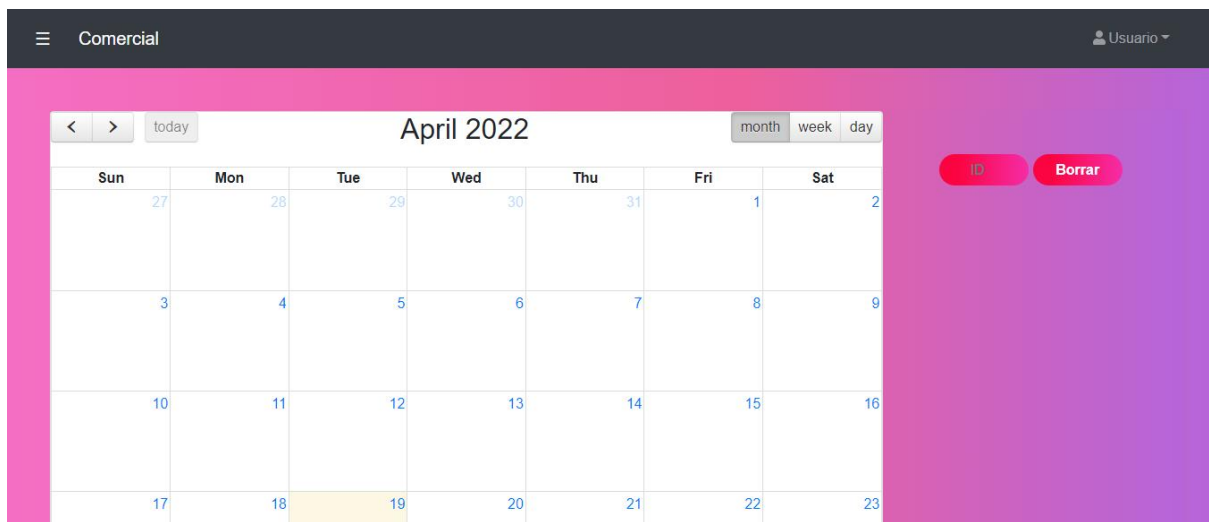 ☰ Comercial Usuario
< > today April 2022 month week day
Sun Mon Tue Wed Thu Fri Sat
27 28 29 30 31 1 2
ID Borrar
3 4 5 6 7 8 9
10 11 12 13 14 15 16
17 18 19 20 21 22 23